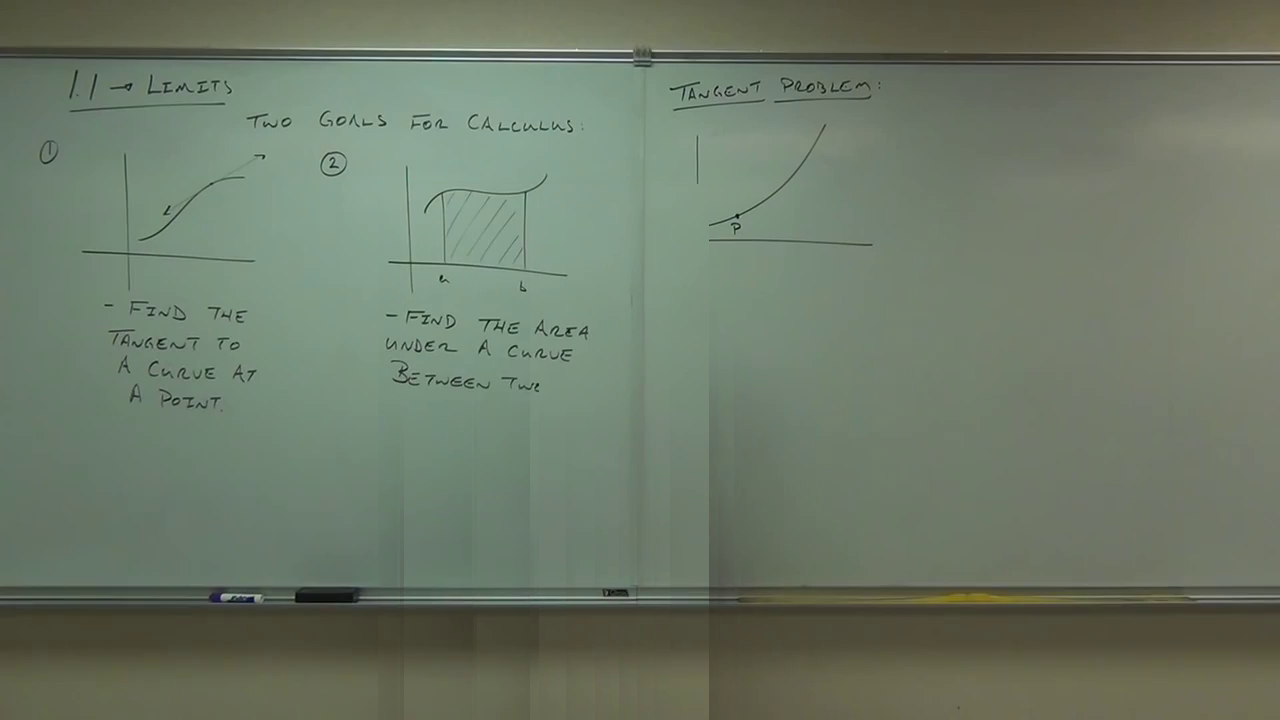 1.1 → LIMITS
TWO GOALS FOR CALCULUS:
①
- FIND THE
TANGENT TO
A CURVE AT
A POINT.
②
a b
- FIND THE AREA
UNDER A CURVE
BETWEEN TWO
TANGENT PROBLEM:
P